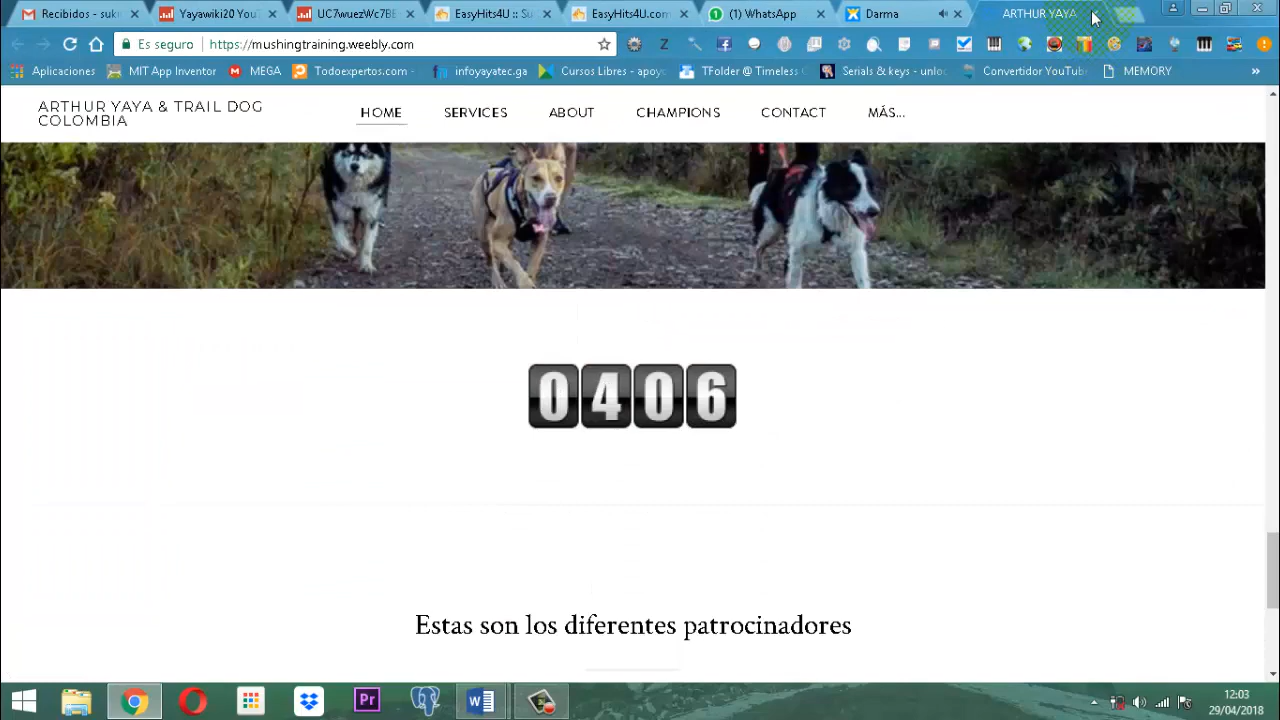 Recibidos - suku
Yayawiki20 You
UC7wuezWc7BE
EasyHits4U :: Su
EasyHits4U.com
(1) WhatsApp
Darma
ARTHUR YAYA
Es seguro
https://mushingtraining.weebly.com
Aplicaciones
MIT App Inventor
MEGA
Todoexpertos.com -
infoyayatec.ga
Cursos Libres - apoy
TFolder @ Timeless
Serials & keys - unlo
Convertidor YouTub
MEMORY
»
ARTHUR YAYA & TRAIL DOG
COLOMBIA
HOME
SERVICES
ABOUT
CHAMPIONS
CONTACT
MÁS...
0406
Estas son los diferentes patrocinadores
Pr
12:03
29/04/2018